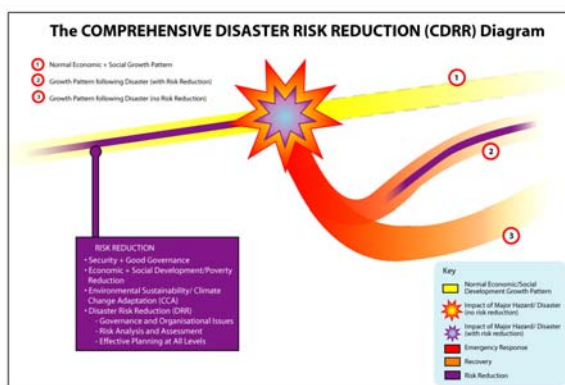 The COMPREHENSIVE DISASTER RISK REDUCTION (CDRR) Diagram
1 Normal Economic + Social Growth Pattern
2 Growth Pattern following Disaster (with Risk Reduction)
3 Growth Pattern following Disaster (no Risk Reduction)
1
2
3
RISK REDUCTION
• Security + Good Governance
• Economic + Social Development/Poverty
Reduction
• Environmental Sustainability/ Climate
Change Adaptation (CCA)
• Disaster Risk Reduction (DRR)
- Governance and Organisational Issues
- Risk Analysis and Assessment
- Effective Planning at All Levels
Key
Normal Economic/Social
Development Growth Pattern
Impact of Major Hazard/ Disaster
(no risk reduction)
Impact of Major Hazard/ Disaster
(with risk reduction)
Emergency Response
Recovery
Risk Reduction